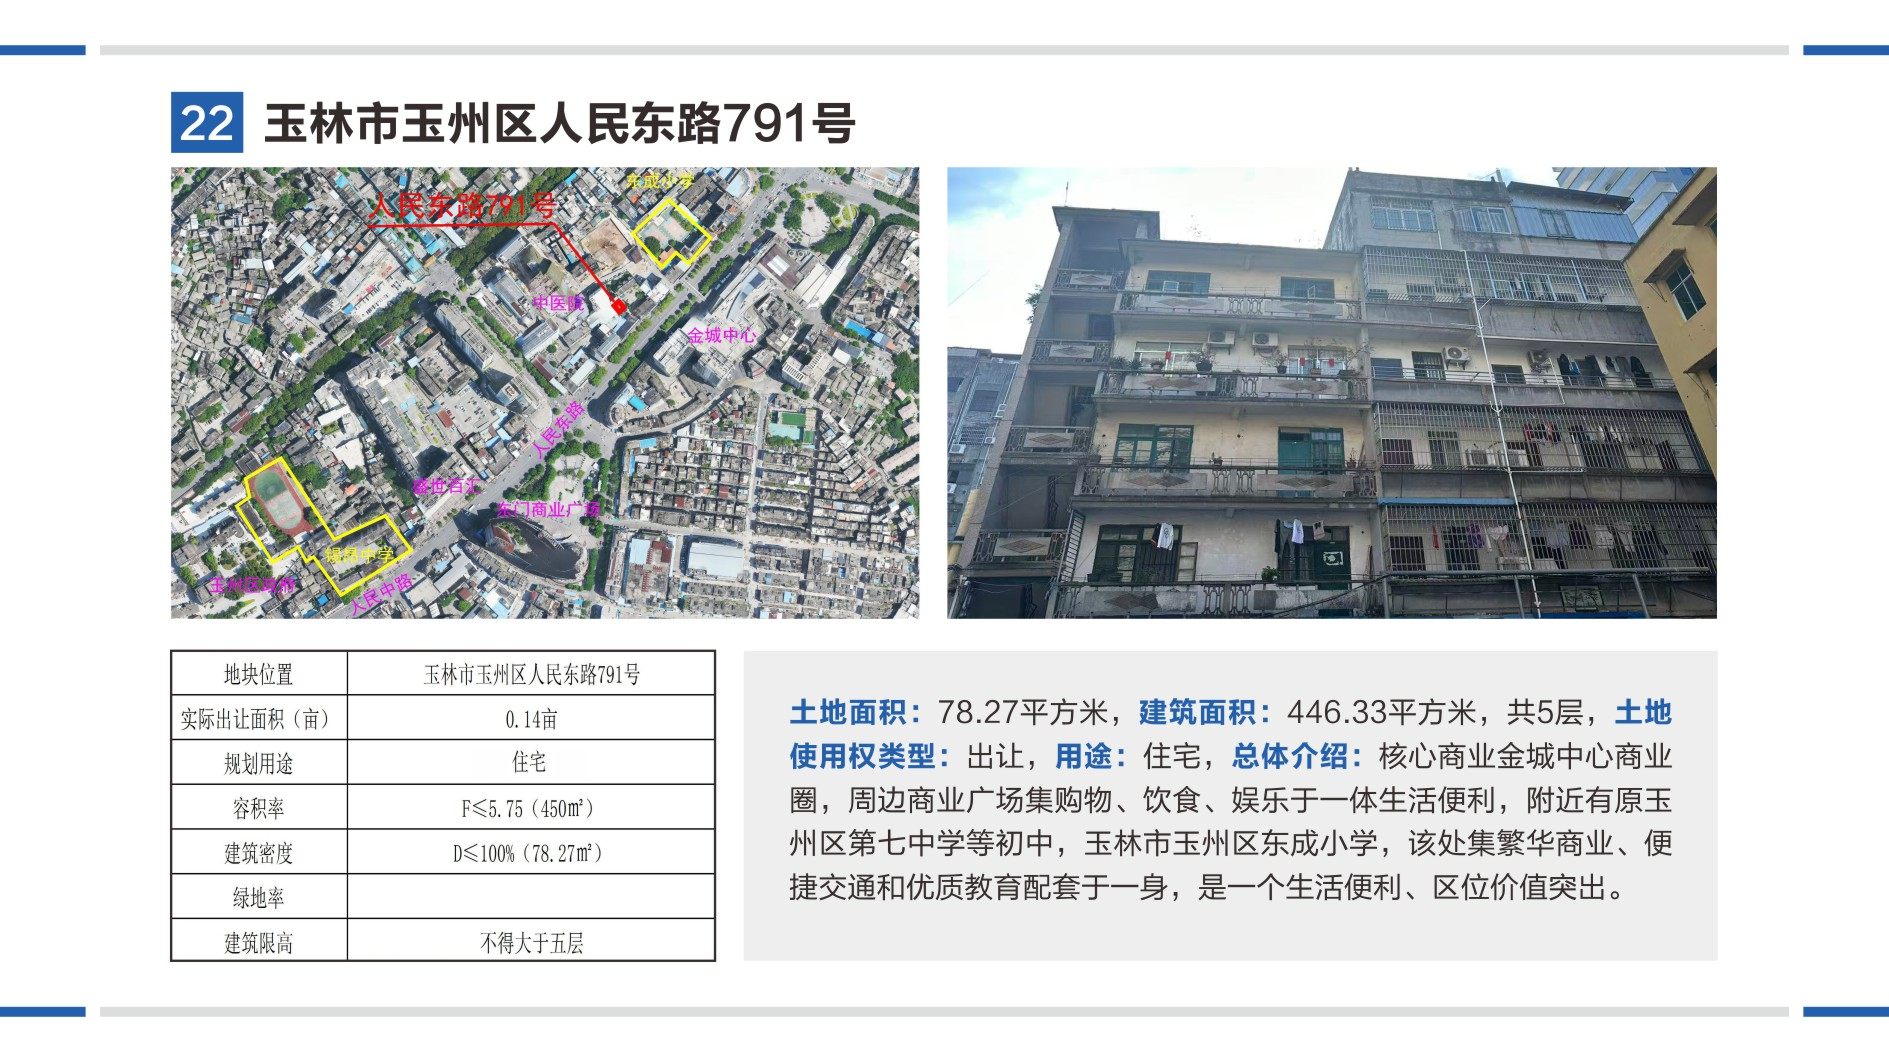 22 玉林市玉州区人民东路791号
东成小学
人民东路791号
中医院
金城中心
人民东路
盛世百汇
东门商业广场
锡昂中学
玉州区政府
人民中路
地块位置 玉林市玉州区人民东路791号
实际出让面积（亩） 0.14亩
规划用途 住宅
容积率 F≤5.75（450㎡）
建筑密度 D≤100%（78.27㎡）
绿地率
建筑限高 不得大于五层
土地面积：78.27平方米，建筑面积：446.33平方米，共5层，土地
使用权类型：出让，用途：住宅，总体介绍：核心商业金城中心商业
圈，周边商业广场集购物、饮食、娱乐于一体生活便利，附近有原玉
州区第七中学等初中，玉林市玉州区东成小学，该处集繁华商业、便
捷交通和优质教育配套于一身，是一个生活便利、区位价值突出。